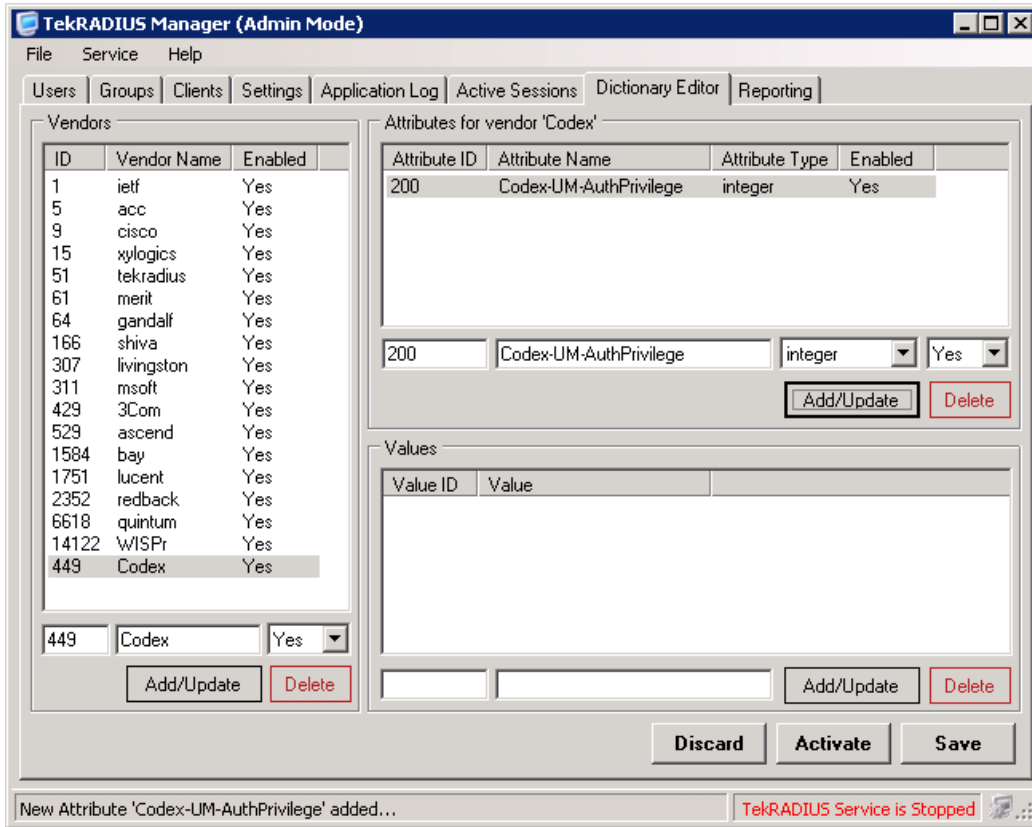 TekRADIUS Manager (Admin Mode)
File Service Help
Users Groups Clients Settings Application Log Active Sessions Dictionary Editor Reporting
Vendors
ID Vendor Name Enabled
1 ietf Yes
5 acc Yes
9 cisco Yes
15 xylogics Yes
51 tekradius Yes
61 merit Yes
64 gandalf Yes
166 shiva Yes
307 livingston Yes
311 msoft Yes
429 3Com Yes
529 ascend Yes
1584 bay Yes
1751 lucent Yes
2352 redback Yes
6618 quintum Yes
14122 WISPr Yes
449 Codex Yes
449 Codex Yes
Add/Update Delete
Attributes for vendor 'Codex'
Attribute ID Attribute Name Attribute Type Enabled
200 Codex-UM-AuthPrivilege integer Yes
200 Codex-UM-AuthPrivilege integer Yes
Add/Update Delete
Values
Value ID Value
Add/Update Delete
Discard Activate Save
New Attribute 'Codex-UM-AuthPrivilege' added... TekRADIUS Service is Stopped